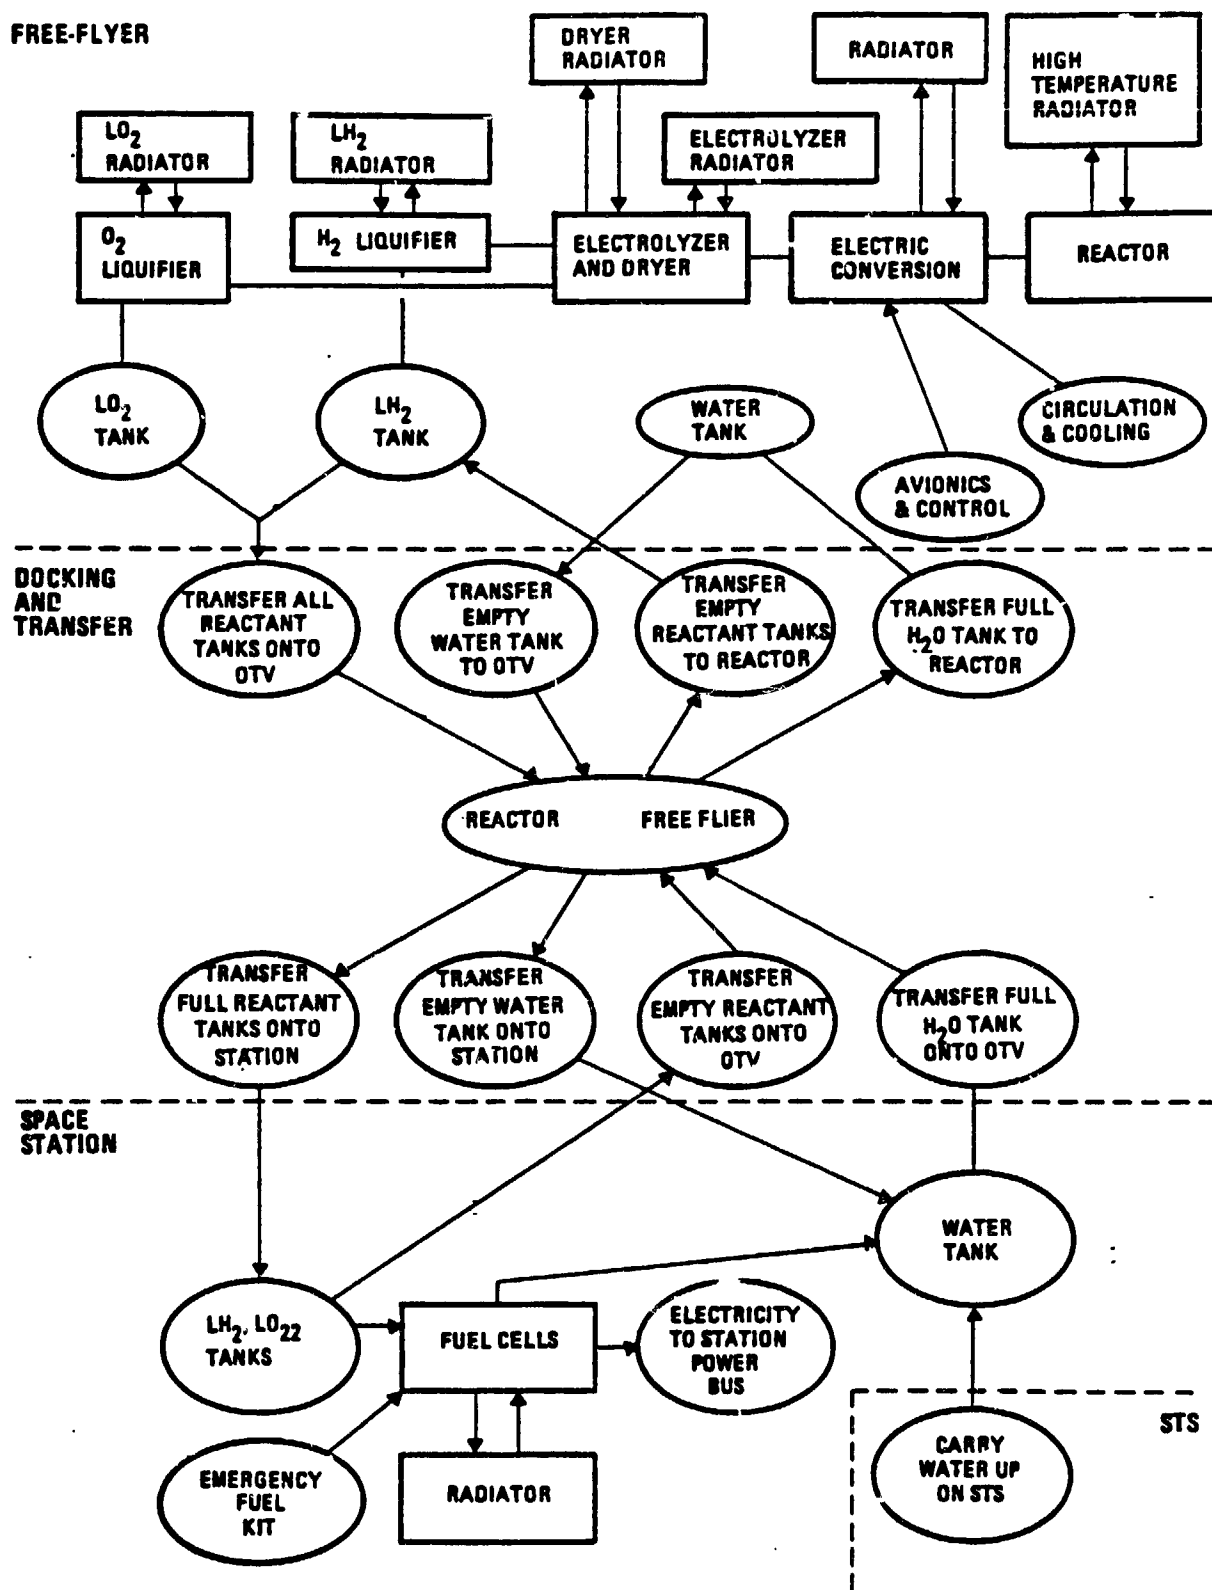 FREE-FLYER
DRYER
RADIATOR
RADIATOR
HIGH
TEMPERATURE
RADIATOR
LO2
RADIATOR
LH2
RADIATOR
ELECTROLYZER
RADIATOR
O2
LIQUIFIER
H2 LIQUIFIER
ELECTROLYZER
AND DRYER
ELECTRIC
CONVERSION
REACTOR
LO2
TANK
LH2
TANK
WATER
TANK
CIRCULATION
& COOLING
AVIONICS
& CONTROL
DOCKING
AND
TRANSFER
TRANSFER ALL
REACTANT
TANKS ONTO
OTV
TRANSFER
EMPTY
WATER TANK
TO OTV
TRANSFER
EMPTY
REACTANT TANKS
TO REACTOR
TRANSFER FULL
H2O TANK TO
REACTOR
REACTOR FREE FLIER
TRANSFER
FULL REACTANT
TANKS ONTO
STATION
TRANSFER
EMPTY WATER
TANK ONTO
STATION
TRANSFER
EMPTY REACTANT
TANKS ONTO
OTV
TRANSFER FULL
H2O TANK
ONTO OTV
SPACE
STATION
WATER
TANK
LH2, LO22
TANKS
FUEL CELLS
ELECTRICITY
TO STATION
POWER
BUS
STS
EMERGENCY
FUEL
KIT
RADIATOR
CARRY
WATER UP
ON STS